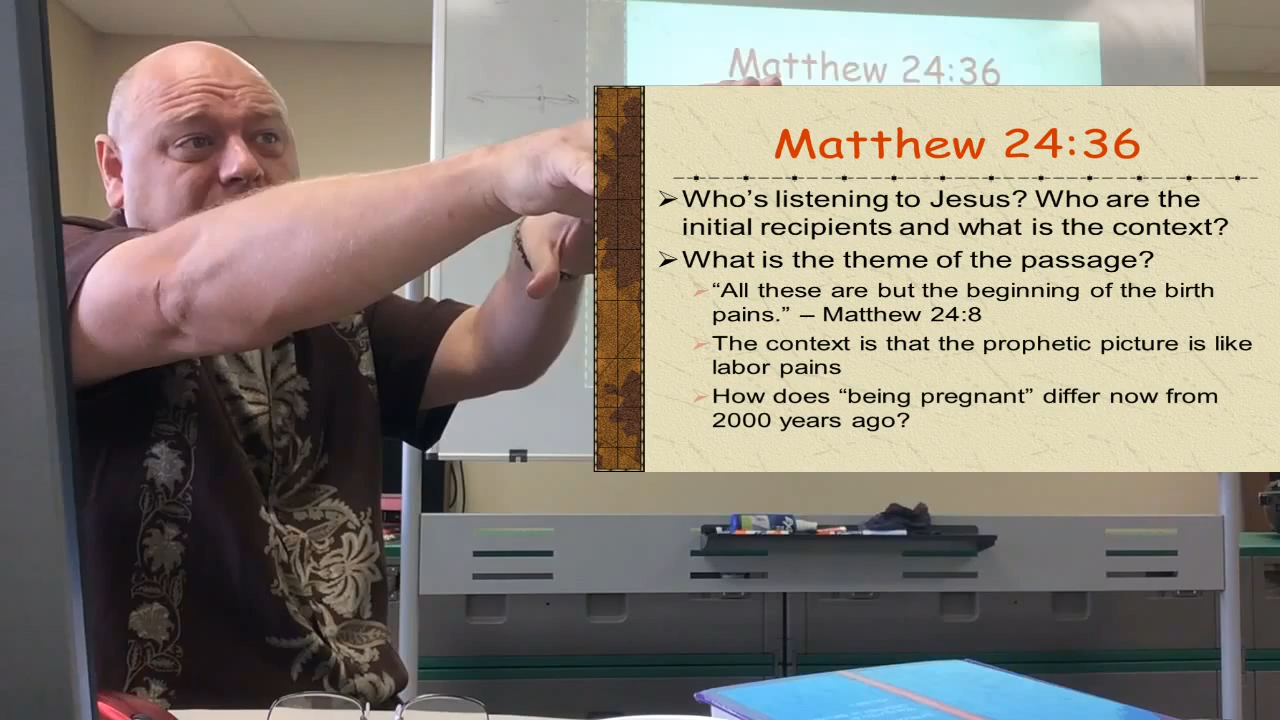 Matthew 24:36
Matthew 24:36
Who's listening to Jesus? Who are the
initial recipients and what is the context?
What is the theme of the passage?
“All these are but the beginning of the birth
pains.” – Matthew 24:8
The context is that the prophetic picture is like
labor pains
How does “being pregnant” differ now from
2000 years ago?